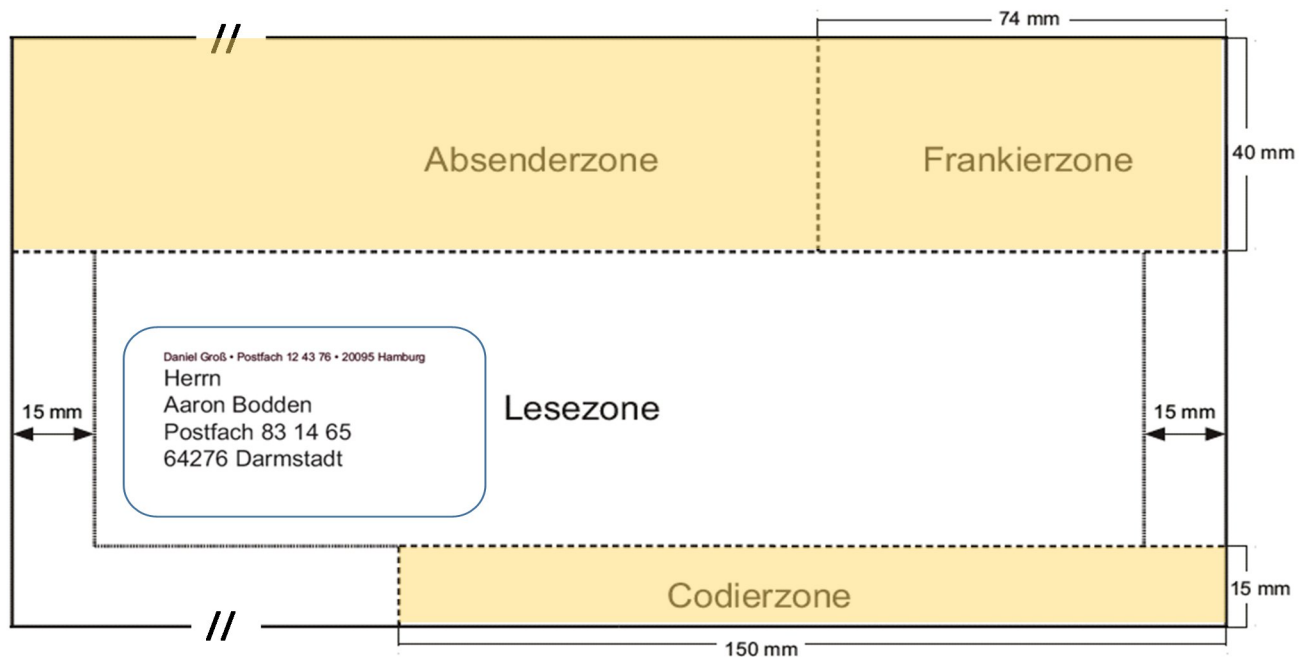 74 mm
Absenderzone
Frankierzone
40 mm
Daniel Groß • Postfach 12 43 76 • 20095 Hamburg
Herrn
Aaron Bodden
Postfach 83 14 65
64276 Darmstadt
Lesezone
15 mm
15 mm
Codierzone
15 mm
150 mm